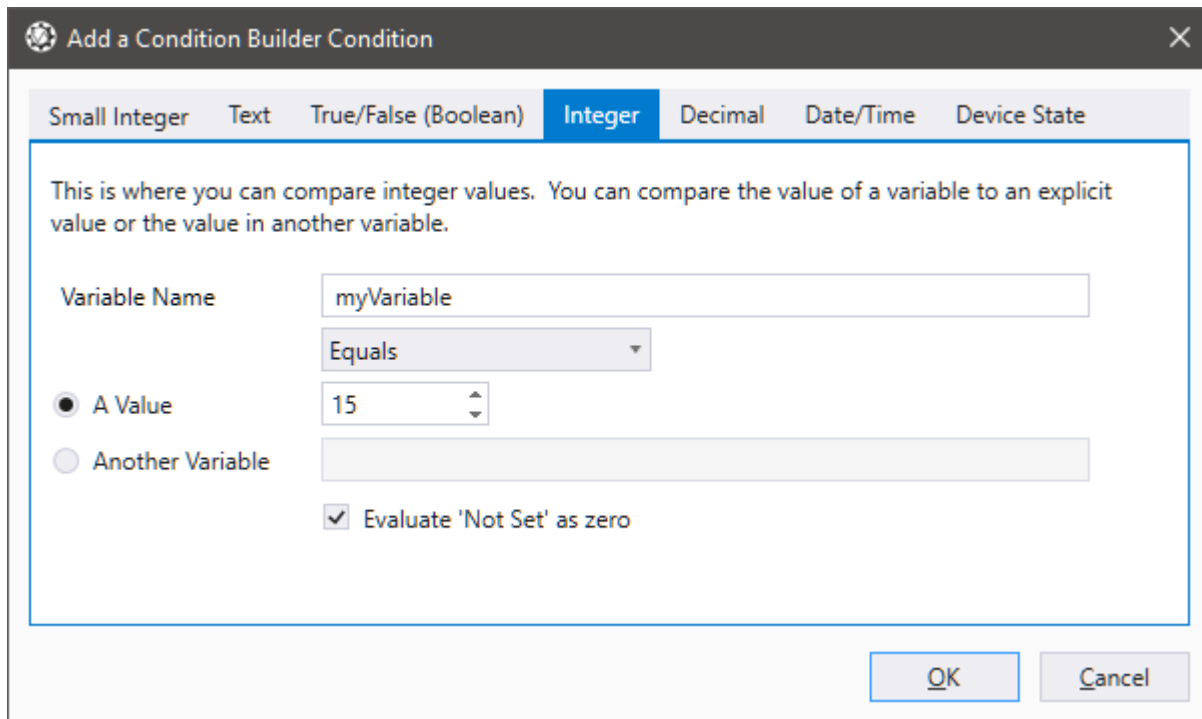 Add a Condition Builder Condition
Small Integer Text True/False (Boolean) Integer Decimal Date/Time Device State
This is where you can compare integer values.  You can compare the value of a variable to an explicit
value or the value in another variable.
Variable Name myVariable
Equals
A Value 15
Another Variable
Evaluate 'Not Set' as zero
OK Cancel